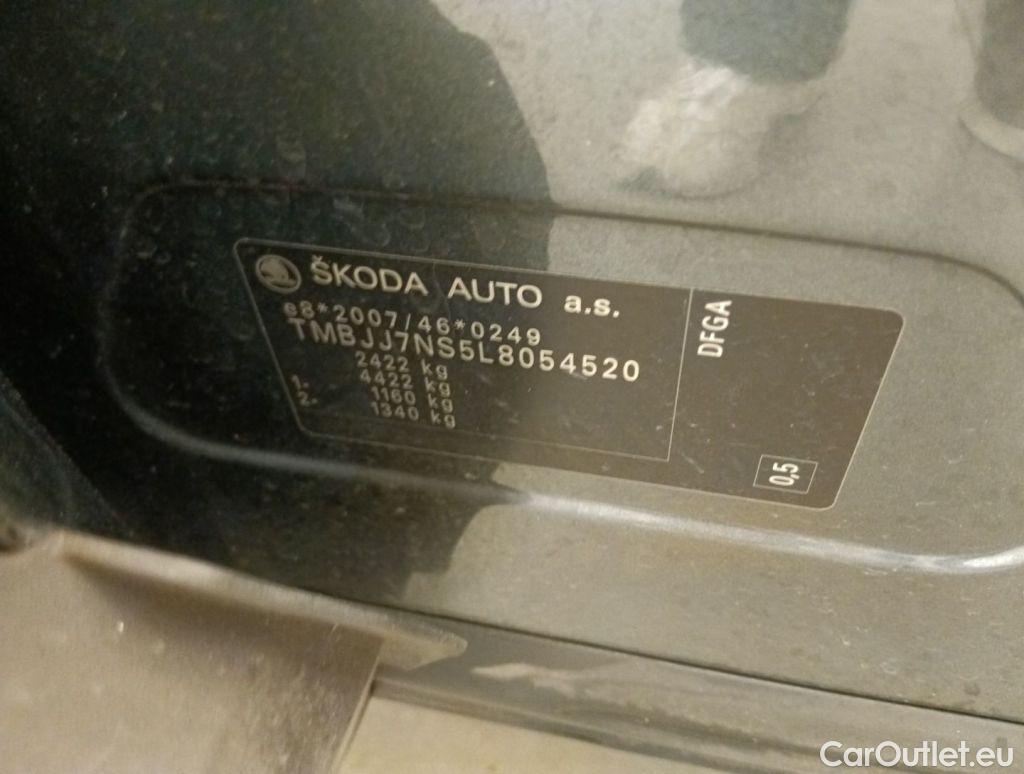 ŠKODA AUTO a.s.
e8*2007/46*0249
TMBJJ7NS5L8054520
2422 kg
4422 kg
1. 1160 kg
2. 1340 kg
DFGA
0,5
CarOutlet.eu